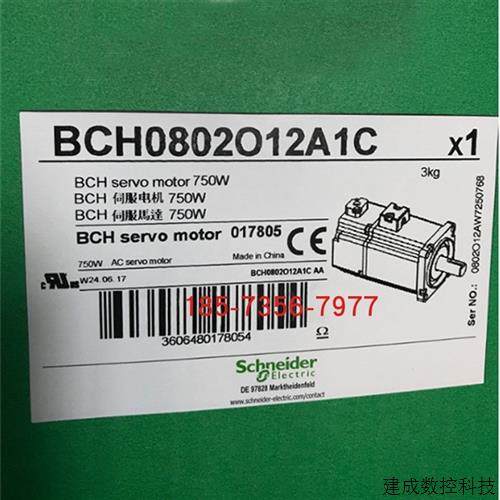 BCH0802O12A1C x1
3kg
BCH servo motor 750W
BCH 伺服电机 750W
BCH 伺服馬達 750W
BCH servo motor 017805
750W AC servo motor
Made in China
CE
W24.06.17
BCH0802O12A1C AA
185-7356-7977
3606480178054
Ω
Schneider
Electric
DE 97828 Marktheidenfeld
www.schneider-electric.com/contact
Ser NO.: 0802O12AW7250768
建成数控科技